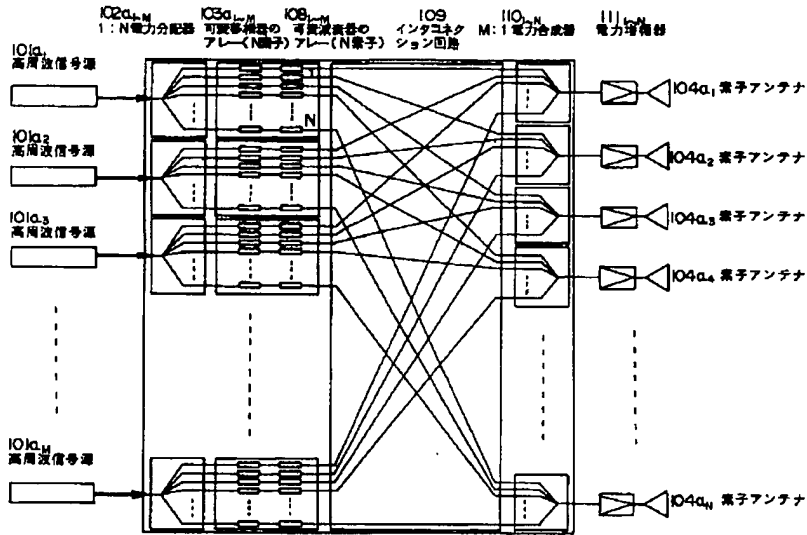 102a₁~M
1:N電力分配器
103a₁~M
可変移相器の
アレー(N素子)
108₁~M
可変減衰器の
アレー(N素子)
109
インタコネク
ション回路
110₁~N
M:1電力合成器
111₁~N
電力増幅器
101a₁
高周波信号源
1
N
104a₁ 素子アンテナ
101a₂
高周波信号源
104a₂ 素子アンテナ
101a₃
高周波信号源
104a₃ 素子アンテナ
104a₄ 素子アンテナ
101a_M
高周波信号源
104a_N 素子アンテナ